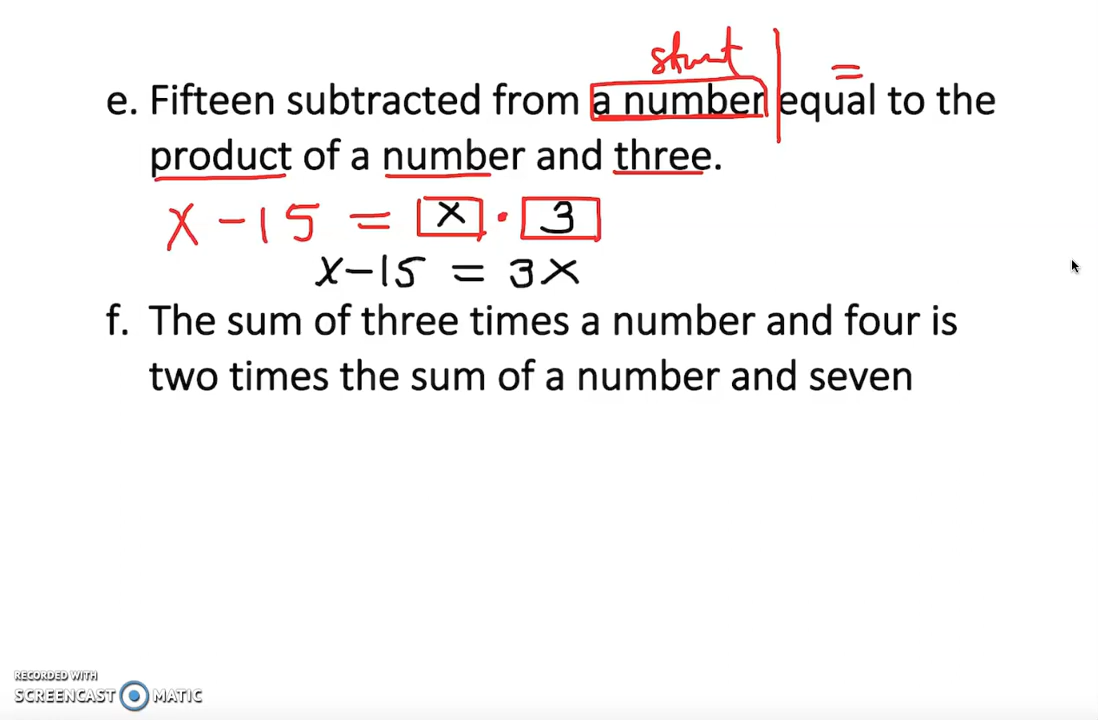 start =
e. Fifteen subtracted from a number equal to the
product of a number and three.
x - 15 = x · 3
x - 15 = 3x
f. The sum of three times a number and four is
two times the sum of a number and seven
RECORDED WITH
SCREENCAST MATIC